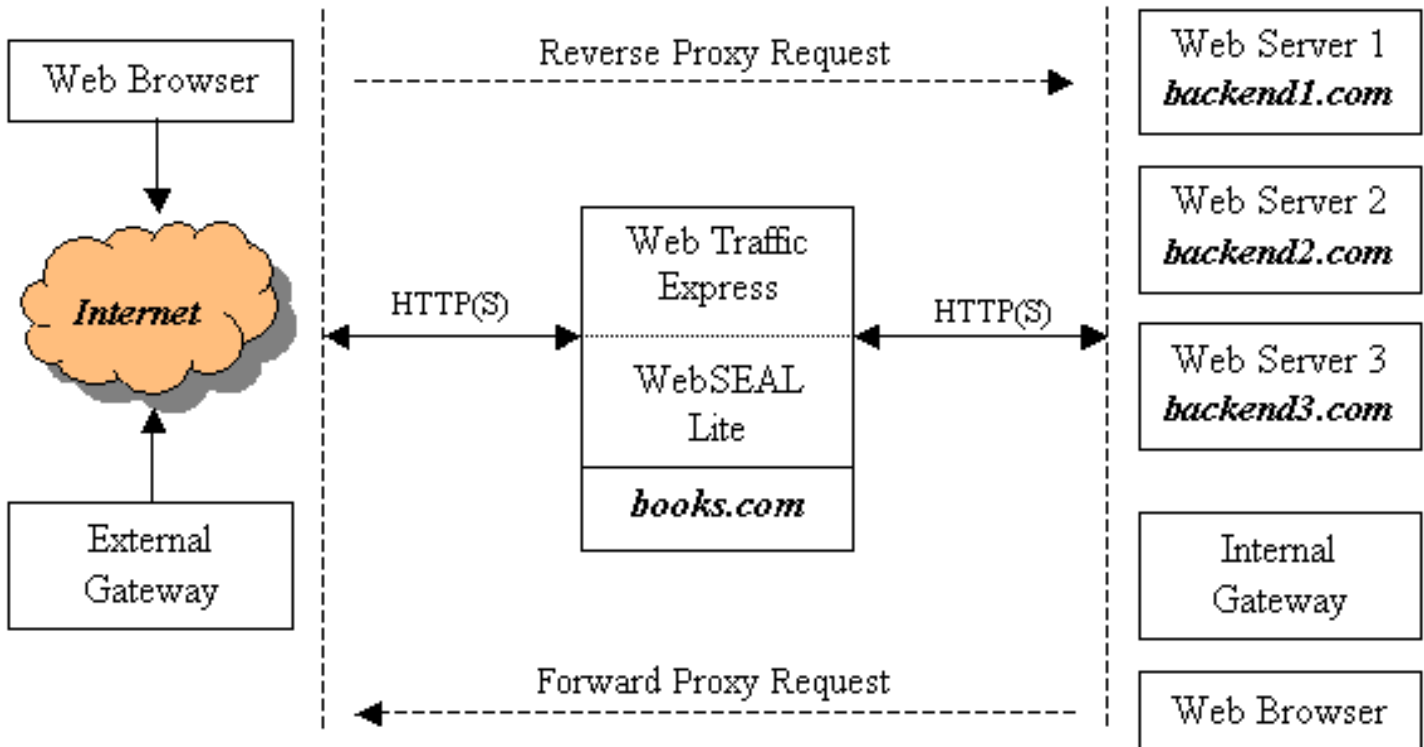 Web Browser
Internet
External
Gateway
Reverse Proxy Request
HTTP(S)
Web Traffic
Express
WebSEAL
Lite
books.com
HTTP(S)
Forward Proxy Request
Web Server 1
backend1.com
Web Server 2
backend2.com
Web Server 3
backend3.com
Internal
Gateway
Web Browser